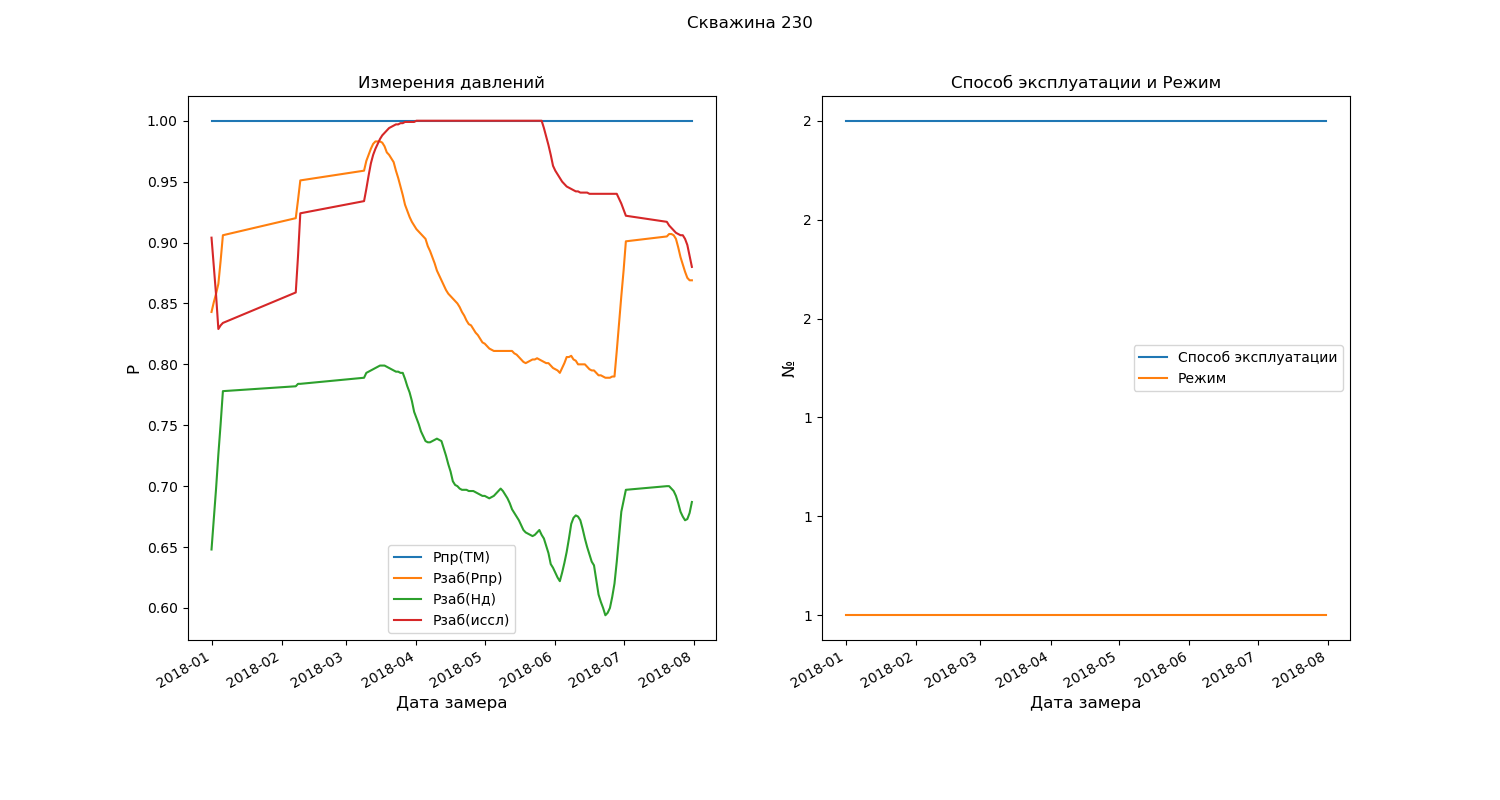 Скважина 230
Измерения давлений
P
1.00
0.95
0.90
0.85
0.80
0.75
0.70
0.65
0.60
Pпр(ТМ)
Pзаб(Pпр)
Pзаб(Нд)
Pзаб(иссл)
2018-01
2018-02
2018-03
2018-04
2018-05
2018-06
2018-07
2018-08
Дата замера
Способ эксплуатации и Режим
№
2
2
2
1
1
1
Способ эксплуатации
Режим
2018-01
2018-02
2018-03
2018-04
2018-05
2018-06
2018-07
2018-08
Дата замера